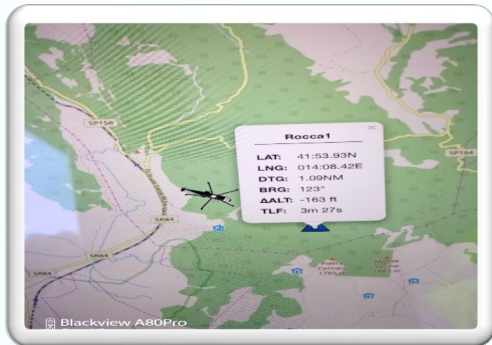 SP158
Rocca1
×
LAT: 41:53.93N
LNG: 014:08.42E
DTG: 1.09NM
BRG: 123°
ΔALT: -163 ft
TLF: 3m 27s
SP164
SR84
SR84
SR84
Blackview A80Pro